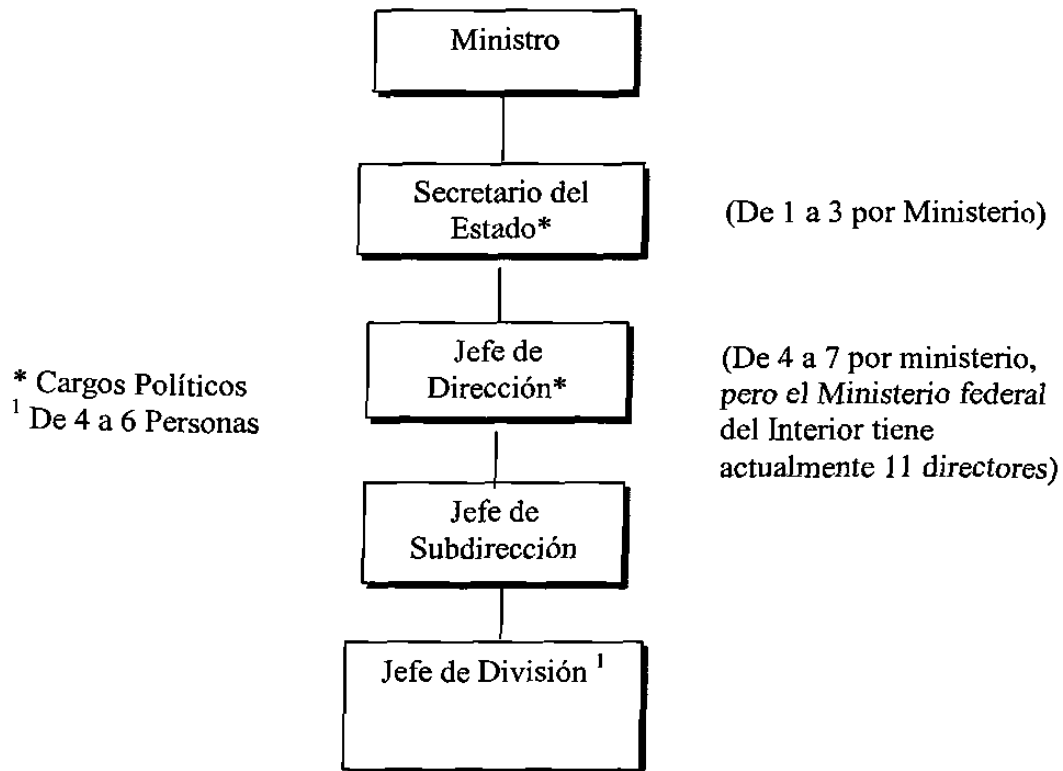 Ministro
Secretario del
Estado*
(De 1 a 3 por Ministerio)
Jefe de
Dirección*
(De 4 a 7 por ministerio,
pero el Ministerio federal
del Interior tiene
actualmente 11 directores)
* Cargos Políticos
¹ De 4 a 6 Personas
Jefe de
Subdirección
Jefe de División ¹